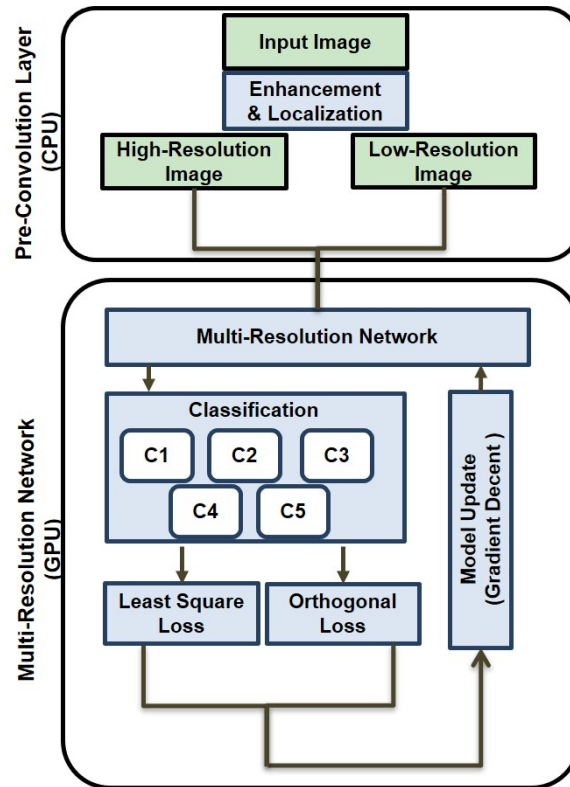 Pre-Convolution Layer
(CPU)
Input Image
Enhancement
& Localization
High-Resolution
Image
Low-Resolution
Image
Multi-Resolution Network
(GPU)
Multi-Resolution Network
Classification
C1
C2
C3
C4
C5
Least Square
Loss
Orthogonal
Loss
Model Update
(Gradient Decent )